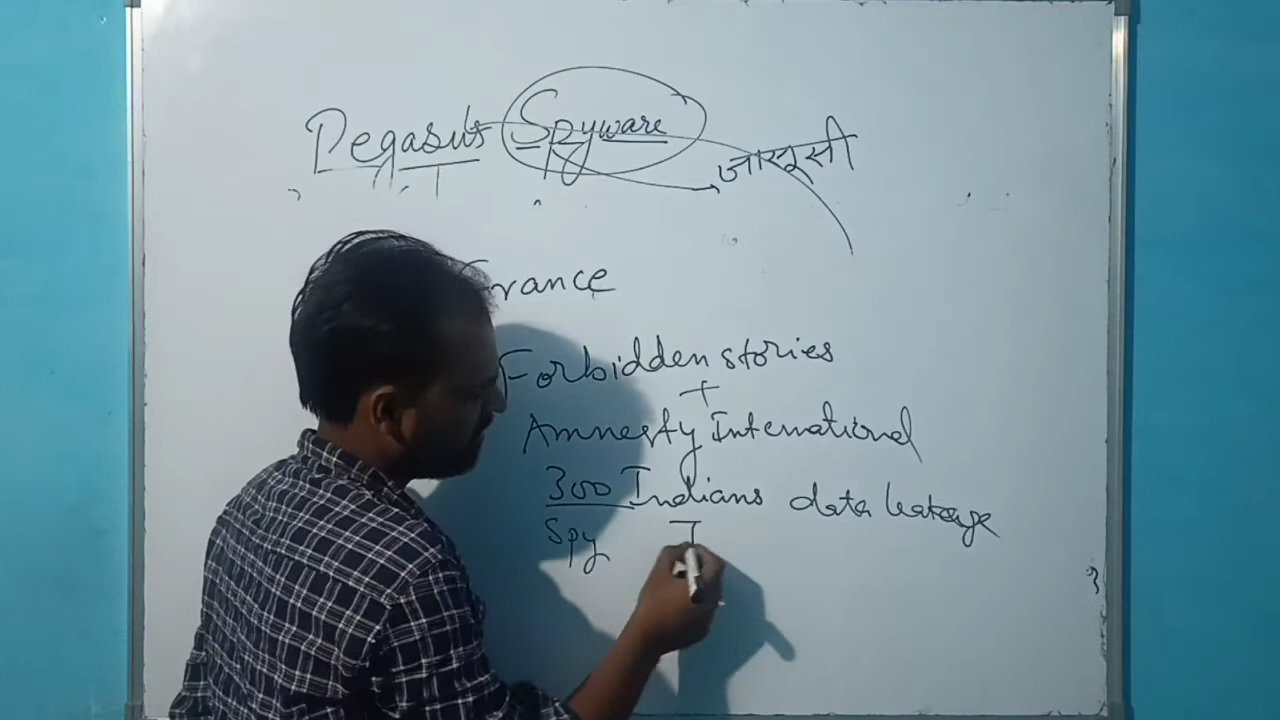 Pegasus Spyware
जासूसी
France
Forbidden stories
+
Amnesty International
300 Indians data leakage
Spy I